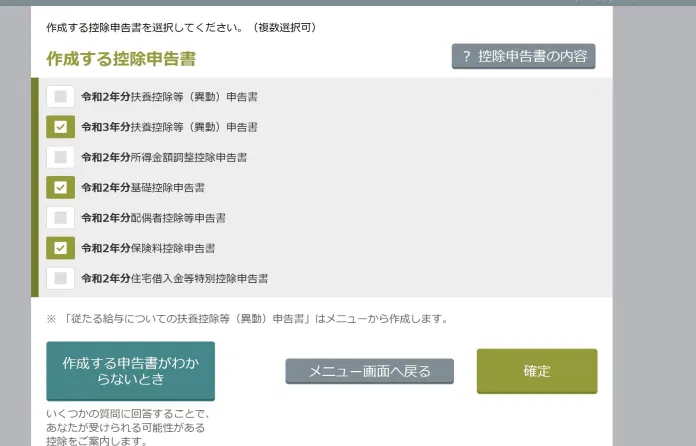 作成する控除申告書を選択してください。（複数選択可）
作成する控除申告書
? 控除申告書の内容
令和2年分扶養控除等（異動）申告書
令和3年分扶養控除等（異動）申告書
令和2年分所得金額調整控除申告書
令和2年分基礎控除申告書
令和2年分配偶者控除等申告書
令和2年分保険料控除申告書
令和2年分住宅借入金等特別控除申告書
※ 「従たる給与についての扶養控除等（異動）申告書」はメニューから作成します。
作成する申告書がわか
らないとき
メニュー画面へ戻る
確定
いくつかの質問に回答することで、
あなたが受けられる可能性がある
控除をご案内します。